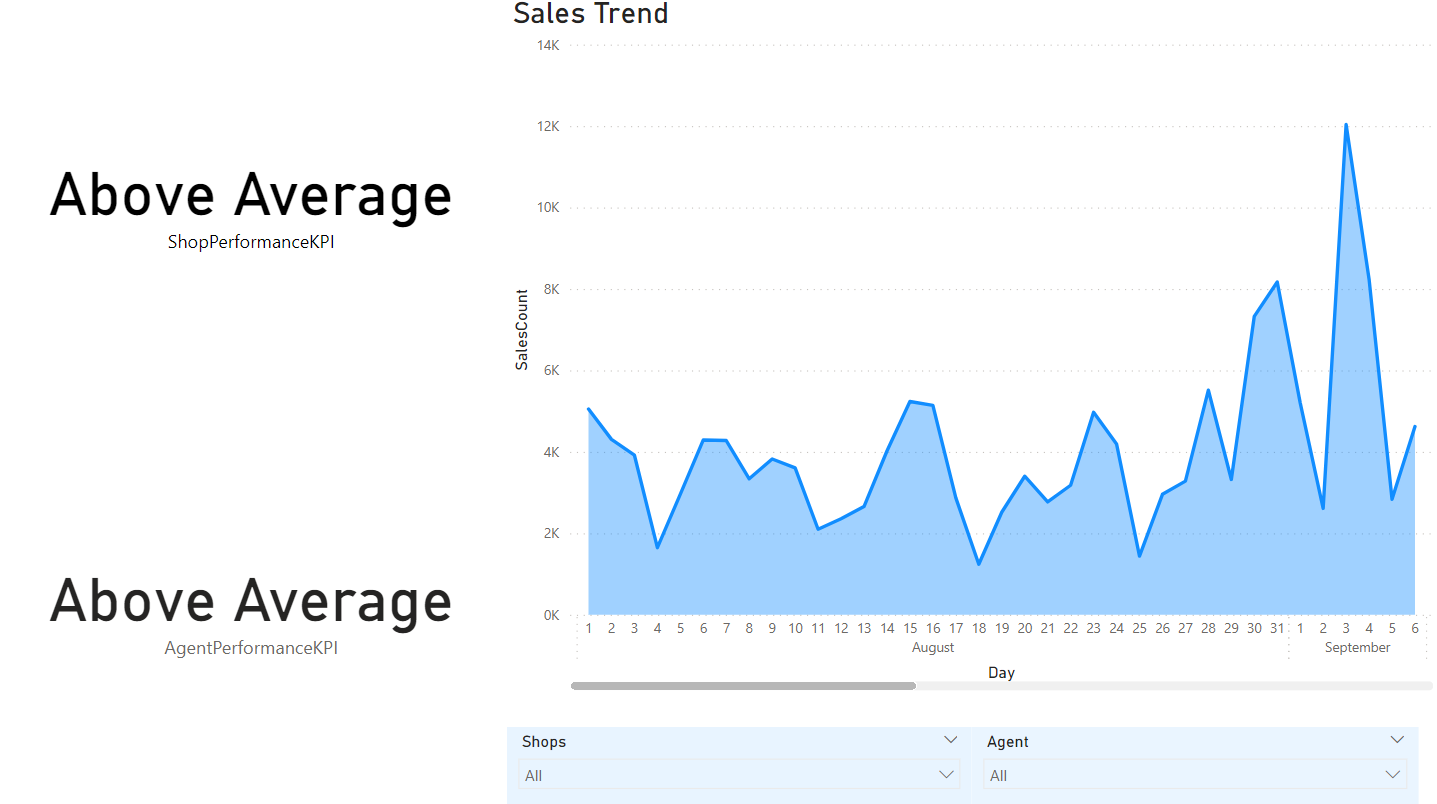 Sales Trend
14K
12K
10K
8K
6K
4K
2K
0K
SalesCount
1 2 3 4 5 6 7 8 9 10 11 12 13 14 15 16 17 18 19 20 21 22 23 24 25 26 27 28 29 30 31 1 2 3 4 5 6
August September
Day
Above Average
ShopPerformanceKPI
Above Average
AgentPerformanceKPI
Shops
All
Agent
All